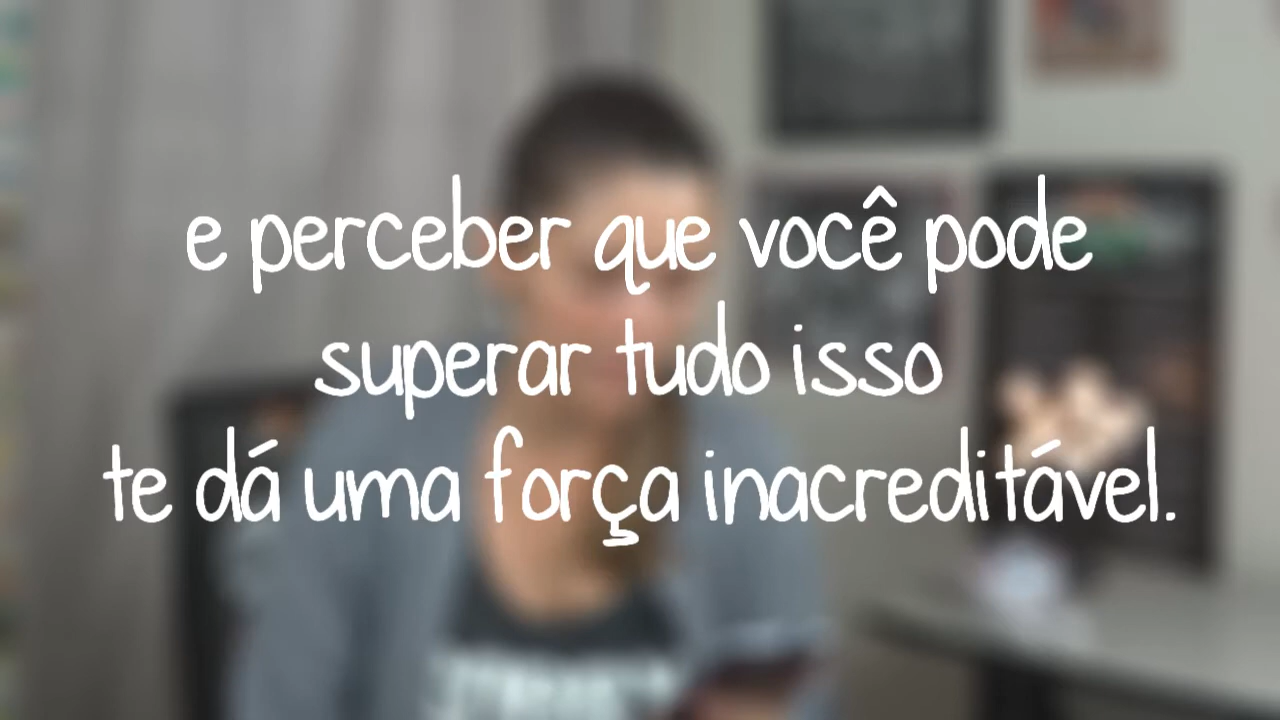 e perceber que você pode
superar tudo isso
te dá uma força inacreditável.